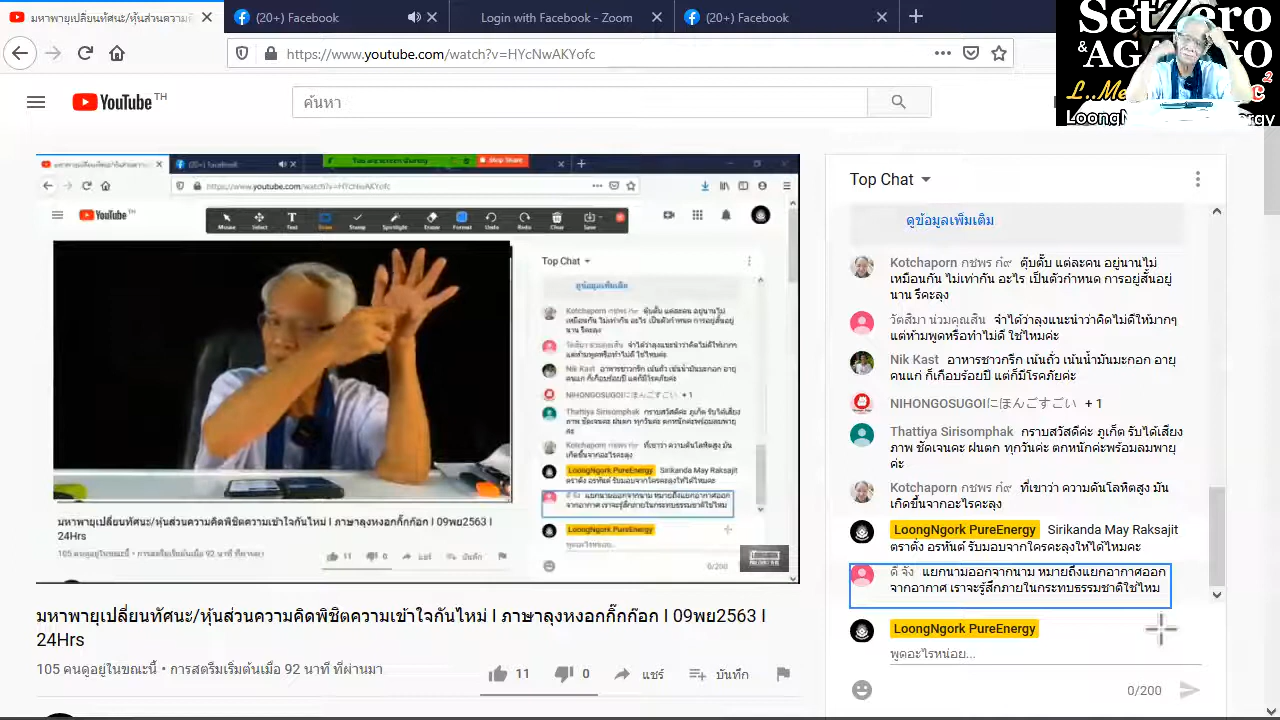 มหาพายุเปลี่ยนทัศนะ/หุ้นส่วนความคิ
(20+) Facebook
Login with Facebook - Zoom
(20+) Facebook
https://www.youtube.com/watch?v=HYcNwAKYofc
SetZero
YouTube TH
ค้นหา
Top Chat
ดูข้อมูลเพิ่มเติม
Kotchaporn กชพร ก่๙ ตุ๊บตั๊บ แต่ละคน อยู่นานไม่
เหมือนกัน ไม่เท่ากัน อะไร เป็นตัวกำหนด การอยู่สั้นอยู่
นาน รึคะลุง
วัตสีมา น่วมคุณสิน จำได้ว่าลุงแนะนำว่าคิดไม่ดีให้มากๆ
แต่ห้ามพูดหรือทำไม่ดี ใช่ไหมค่ะ
Nik Kast อาหารชาวกรีก เน้นถั่ว เน้นน้ำมันมะกอก อายุ
คนแก่ ก็เกือบร้อยปี แต่ก็มีโรคภัยค่ะ
NIHONGOSUGOIにほんごすごい +1
Thattiya Sirisomphak กราบสวัสดีค่ะ ภูเก็ต รับได้เสียง
ภาพ ชัดเจนคะ ฝนตก ทุกวันค่ะ ตกหนักค่ะพร้อมลมพายุ
ค่ะ
Kotchaporn กชพร ก่๙ ที่เขาว่า ความดันโลหิตสูง มัน
เกิดขึ้นจากอะไรคะลุง
LoongNgork PureEnergy Sirikanda May Raksajit
ตราตั้ง อรหันต์ รับมอบจากใครคะลุงให้ได้ไหมคะ
ดี จัง แยกนามออกจากนาม หมายถึงแยกอากาศออก
จากอากาศ เราจะรู้สึกภายในกระทบธรรมชาติใช่ไหม
LoongNgork PureEnergy
พูดอะไรหน่อย...
0/200
Stop Share
Mouse Select Text Draw Stamp Spotlight Eraser Format Undo Redo Clear Save
มหาพายุเปลี่ยนทัศนะ/หุ้นส่วนความคิดพิชิตความเข้าใจกันใหม่ I ภาษาลุงหงอกกิ๊กก๊อก I 09พย2563 I
24Hrs
105 คนดูอยู่ในขณะนี้ • การสตรีมเริ่มต้นเมื่อ 92 นาที ที่ผ่านมา
11 0 แชร์ บันทึก